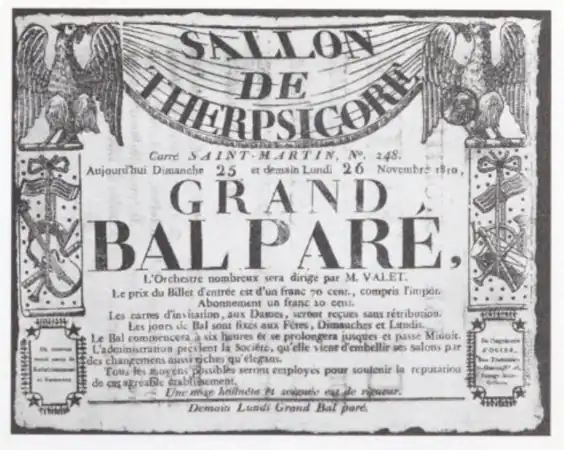 SALLON
DE
THERPSICORE
Carré SAINT-MARTIN, N°. 248.
Aujourd'hui Dimanche 25 et demain Lundi 26 Novembre 1810,
GRAND
BAL PARÉ,
L'Orchestre nombreux sera dirigé par M. VALET.
Le prix du Billet d'entrée est d'un franc 70 cent., compris l'impôt.
Abonnement un franc 20 cent.
Les cartes d'invitation, aux Dames, seront reçues sans rétribution.
Les jours de Bal sont fixés aux Fêtes, Dimanches et Lundis.
Le Bal commencera à six heures et se prolongera jusques et passé Minuit.
L'administration prévient la Société, qu'elle vient d'embellir ses salons par
des changemens aussi riches qu'élégans.
Tous les moyens possibles seront employés pour soutenir la réputation
de cet agréable établissement.
Une mise honnête et soignée est de rigueur.
Demain Lundi Grand Bal paré.